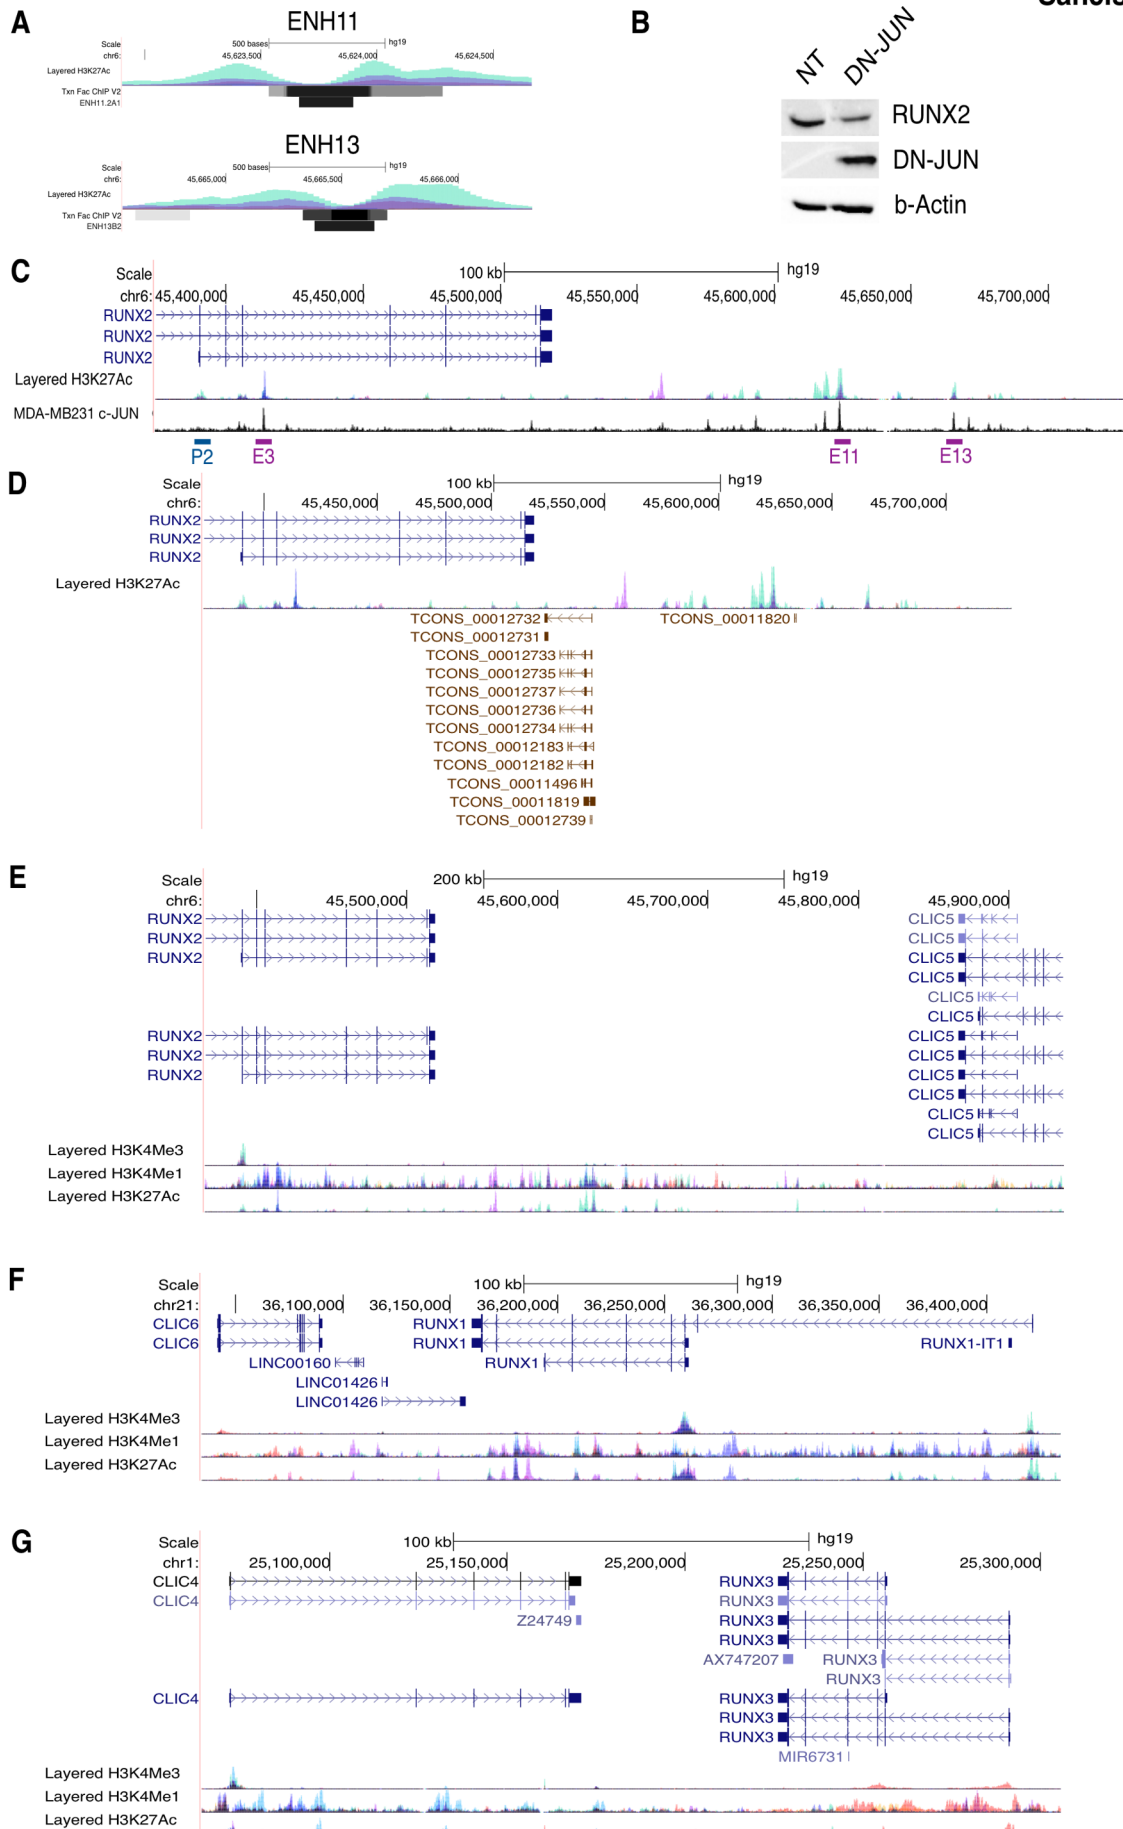 A
ENH11
Scale 500 bases hg19
chr6: 45,623,500 45,624,000 45,624,500
Layered H3K27Ac
Txn Fac ChIP V2
ENH11.2A1
ENH13
Scale 500 bases hg19
chr6: 45,665,000 45,665,500 45,666,000
Layered H3K27Ac
Txn Fac ChIP V2
ENH13B2
B
NT DN-JUN
RUNX2
DN-JUN
b-Actin
C
Scale 100 kb hg19
chr6: 45,400,000 45,450,000 45,500,000 45,550,000 45,600,000 45,650,000 45,700,000
RUNX2
RUNX2
RUNX2
Layered H3K27Ac
MDA-MB231 c-JUN
P2 E3 E11 E13
D
Scale 100 kb hg19
chr6: 45,450,000 45,500,000 45,550,000 45,600,000 45,650,000 45,700,000
RUNX2
RUNX2
RUNX2
Layered H3K27Ac
TCONS_00012732 TCONS_00011820
TCONS_00012731
TCONS_00012733
TCONS_00012735
TCONS_00012737
TCONS_00012736
TCONS_00012734
TCONS_00012183
TCONS_00012182
TCONS_00011496
TCONS_00011819
TCONS_00012739
E
Scale 200 kb hg19
chr6: 45,500,000 45,600,000 45,700,000 45,800,000 45,900,000
RUNX2 CLIC5
RUNX2 CLIC5
RUNX2 CLIC5
CLIC5
CLIC5
CLIC5
RUNX2 CLIC5
RUNX2 CLIC5
RUNX2 CLIC5
CLIC5
CLIC5
CLIC5
Layered H3K4Me3
Layered H3K4Me1
Layered H3K27Ac
F
Scale 100 kb hg19
chr21: 36,100,000 36,150,000 36,200,000 36,250,000 36,300,000 36,350,000 36,400,000
CLIC6 RUNX1
CLIC6 RUNX1 RUNX1-IT1
LINC00160 RUNX1
LINC01426
LINC01426
Layered H3K4Me3
Layered H3K4Me1
Layered H3K27Ac
G
Scale 100 kb hg19
chr1: 25,100,000 25,150,000 25,200,000 25,250,000 25,300,000
CLIC4 RUNX3
CLIC4 RUNX3
Z24749 RUNX3
RUNX3
AX747207 RUNX3
RUNX3
CLIC4 RUNX3
RUNX3
RUNX3
MIR6731
Layered H3K4Me3
Layered H3K4Me1
Layered H3K27Ac